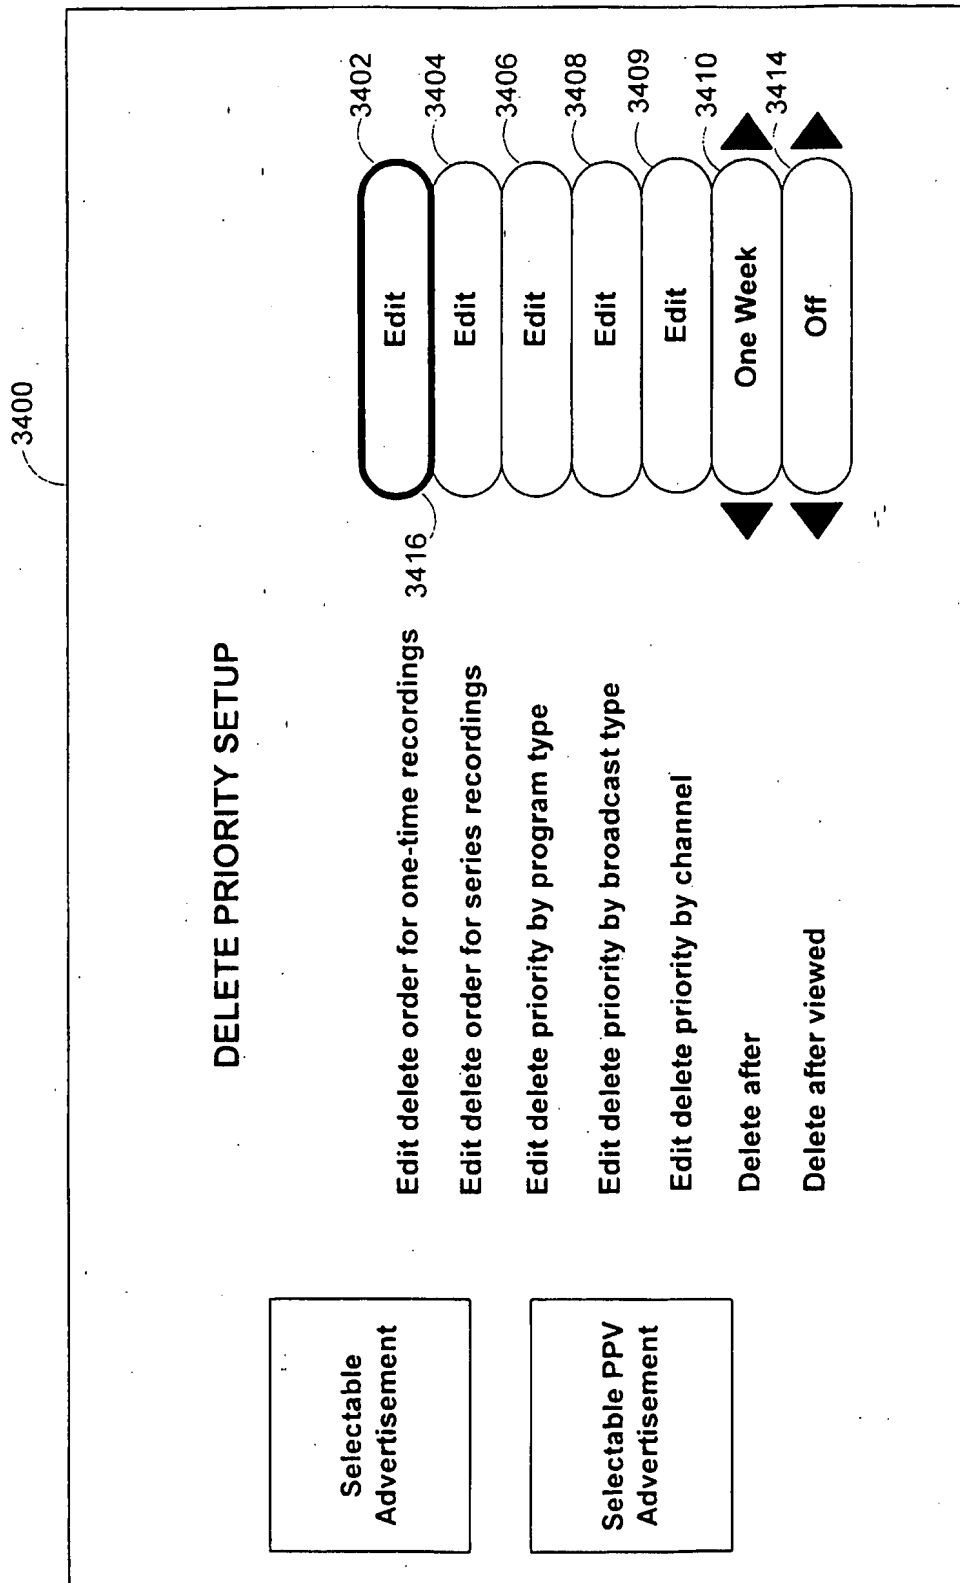 3400
DELETE PRIORITY SETUP
Selectable
Advertisement
Selectable PPV
Advertisement
Edit delete order for one-time recordings
3416
Edit
3402
Edit delete order for series recordings
Edit
3404
Edit delete priority by program type
Edit
3406
Edit delete priority by broadcast type
Edit
3408
Edit delete priority by channel
Edit
3409
Delete after
One Week
3410
Delete after viewed
Off
3414